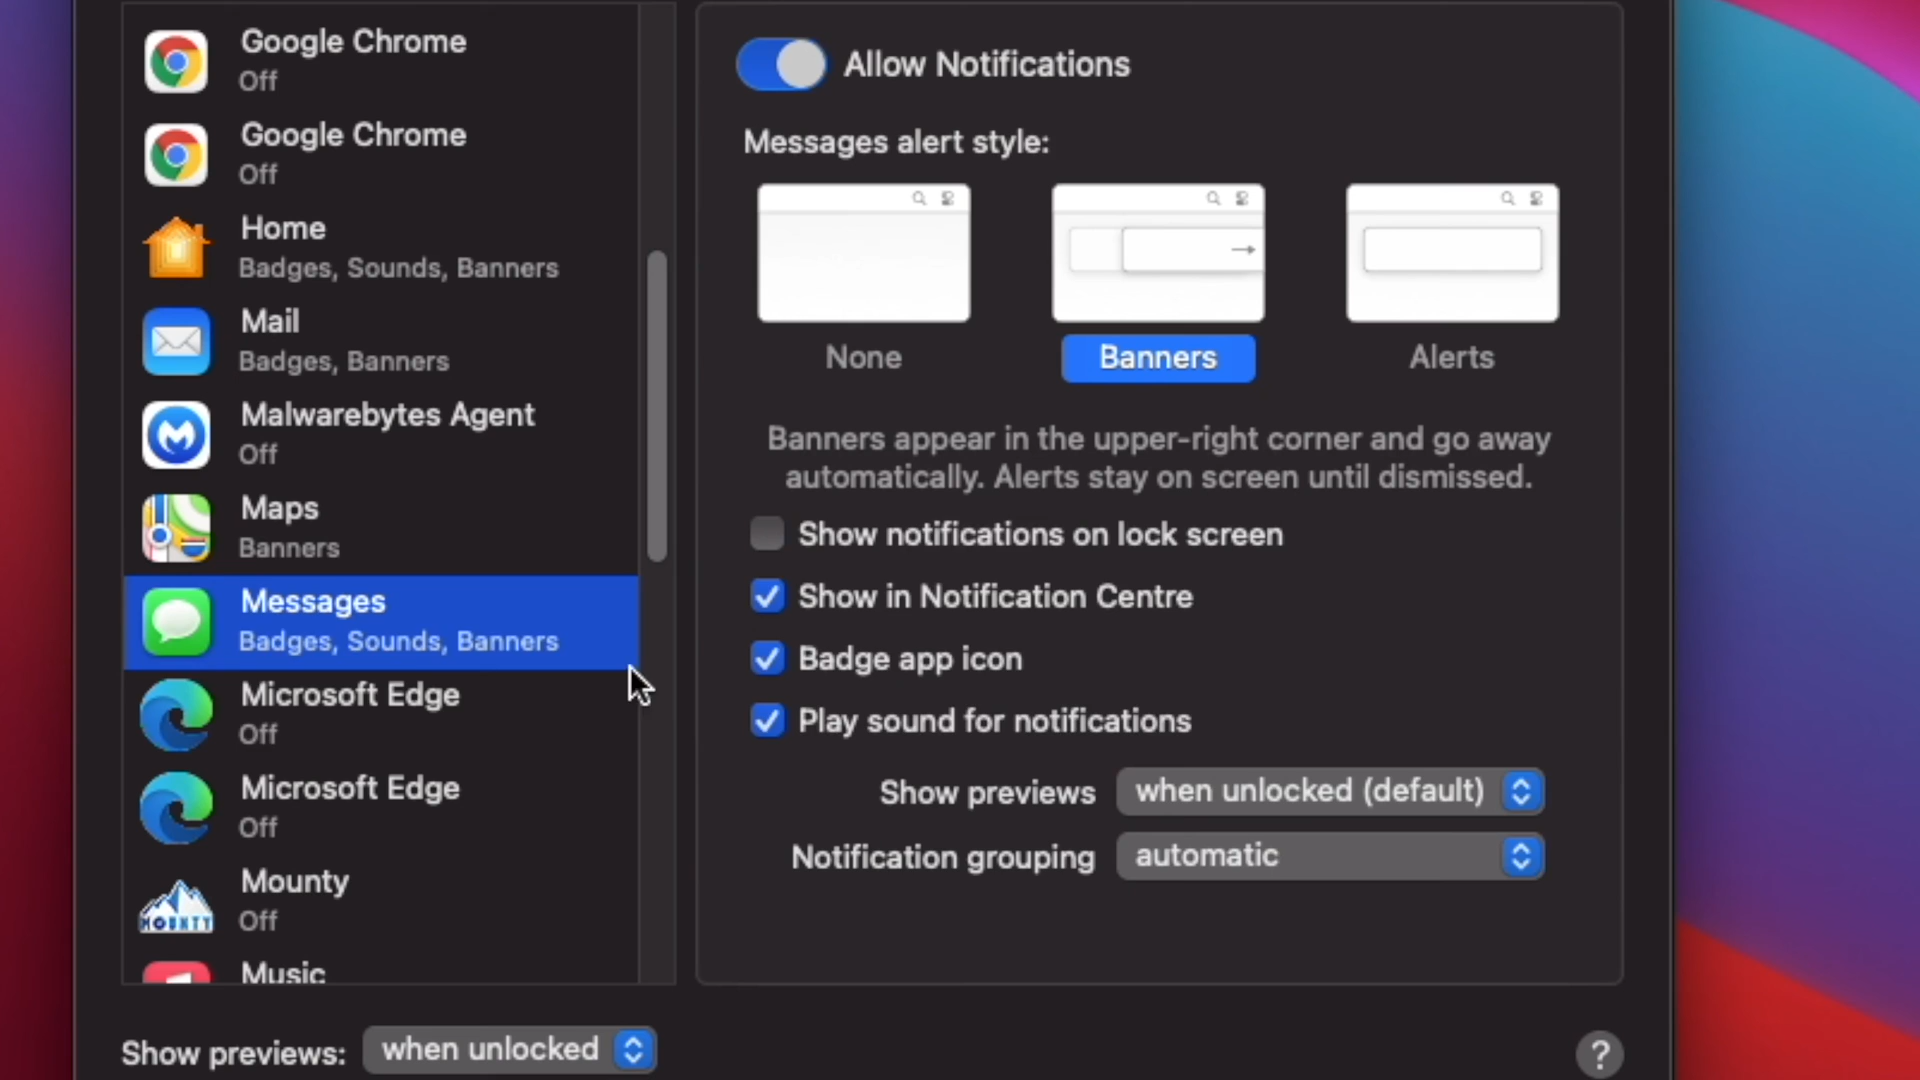 Google Chrome
Off
Google Chrome
Off
Home
Badges, Sounds, Banners
Mail
Badges, Banners
Malwarebytes Agent
Off
Maps
Banners
Messages
Badges, Sounds, Banners
Microsoft Edge
Off
Microsoft Edge
Off
MOUNTY
Mounty
Off
Music
Show previews: when unlocked
Allow Notifications
Messages alert style:
None Banners Alerts
Banners appear in the upper-right corner and go away
automatically. Alerts stay on screen until dismissed.
Show notifications on lock screen
Show in Notification Centre
Badge app icon
Play sound for notifications
Show previews when unlocked (default)
Notification grouping automatic
?